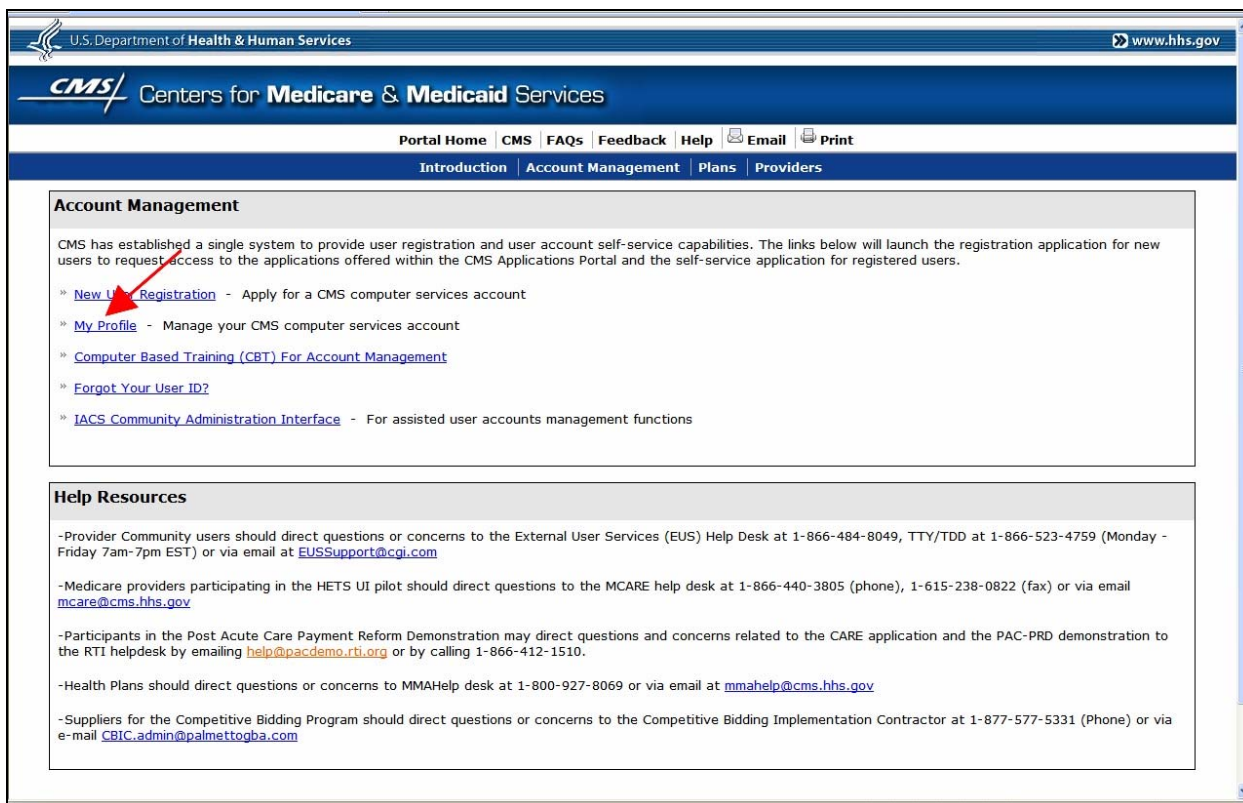 U.S. Department of Health & Human Services
www.hhs.gov
CMS/ Centers for Medicare & Medicaid Services
Portal Home | CMS | FAQs | Feedback | Help | Email | Print
Introduction | Account Management | Plans | Providers
Account Management
CMS has established a single system to provide user registration and user account self-service capabilities. The links below will launch the registration application for new
users to request access to the applications offered within the CMS Applications Portal and the self-service application for registered users.
» New User Registration - Apply for a CMS computer services account
» My Profile - Manage your CMS computer services account
» Computer Based Training (CBT) For Account Management
» Forgot Your User ID?
» IACS Community Administration Interface - For assisted user accounts management functions
Help Resources
-Provider Community users should direct questions or concerns to the External User Services (EUS) Help Desk at 1-866-484-8049, TTY/TDD at 1-866-523-4759 (Monday -
Friday 7am-7pm EST) or via email at EUSSupport@cgi.com
-Medicare providers participating in the HETS UI pilot should direct questions to the MCARE help desk at 1-866-440-3805 (phone), 1-615-238-0822 (fax) or via email
mcare@cms.hhs.gov
-Participants in the Post Acute Care Payment Reform Demonstration may direct questions and concerns related to the CARE application and the PAC-PRD demonstration to
the RTI helpdesk by emailing help@pacdemo.rti.org or by calling 1-866-412-1510.
-Health Plans should direct questions or concerns to MMAHelp desk at 1-800-927-8069 or via email at mmahelp@cms.hhs.gov
-Suppliers for the Competitive Bidding Program should direct questions or concerns to the Competitive Bidding Implementation Contractor at 1-877-577-5331 (Phone) or via
e-mail CBIC.admin@palmettogba.com